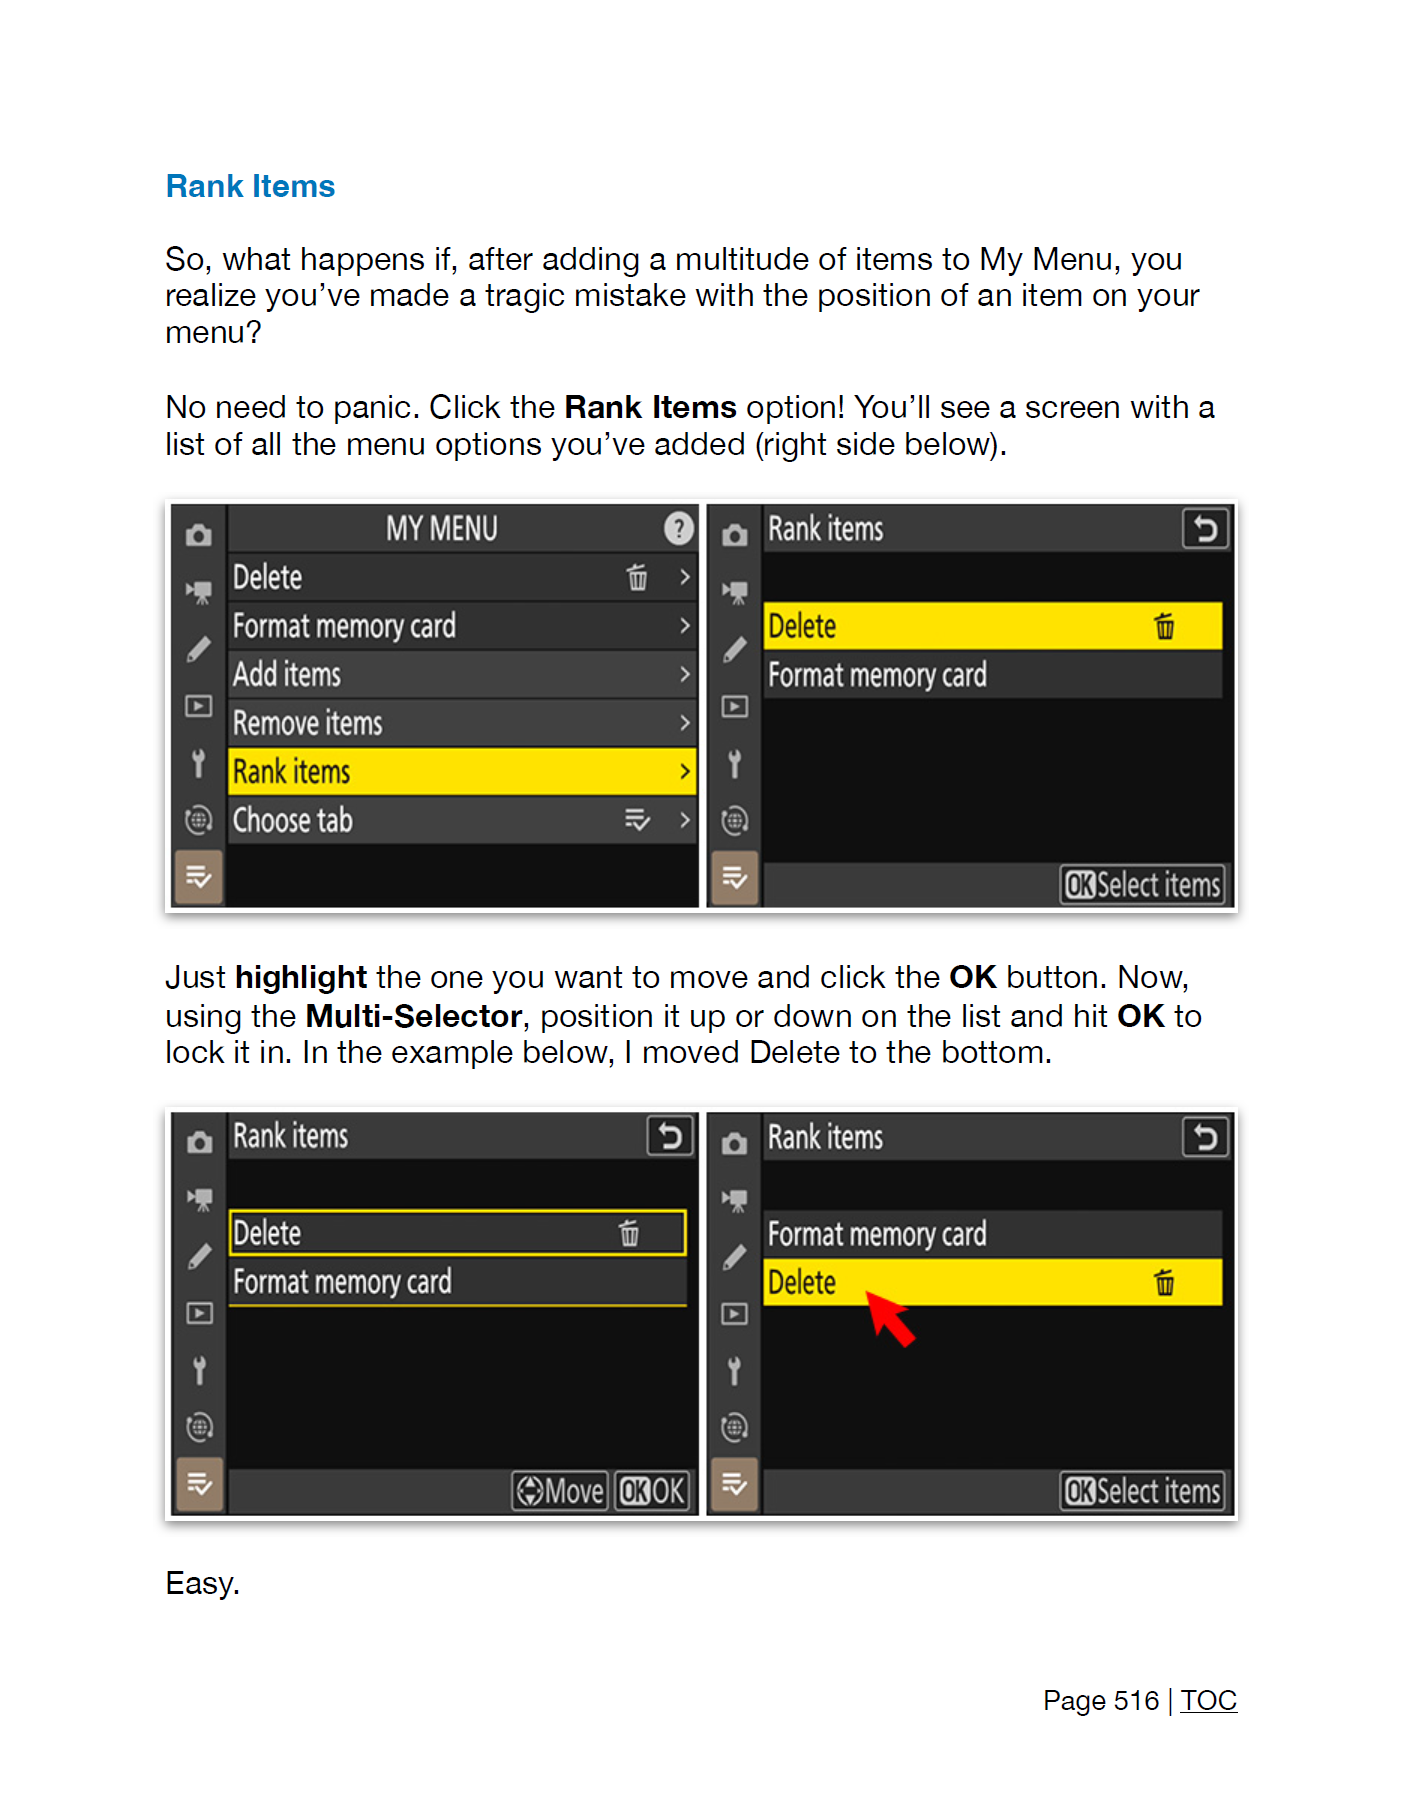 Rank Items
So, what happens if, after adding a multitude of items to My Menu, you
realize you’ve made a tragic mistake with the position of an item on your
menu?
No need to panic. Click the Rank Items option! You’ll see a screen with a
list of all the menu options you’ve added (right side below).
MY MENU ?
Delete
Format memory card
Add items
Remove items
Rank items
Choose tab
Rank items
Delete
Format memory card
OK Select items
Just highlight the one you want to move and click the OK button. Now,
using the Multi-Selector, position it up or down on the list and hit OK to
lock it in. In the example below, I moved Delete to the bottom.
Rank items
Delete
Format memory card
Move OK OK
Rank items
Format memory card
Delete
OK Select items
Easy.
Page 516 | TOC